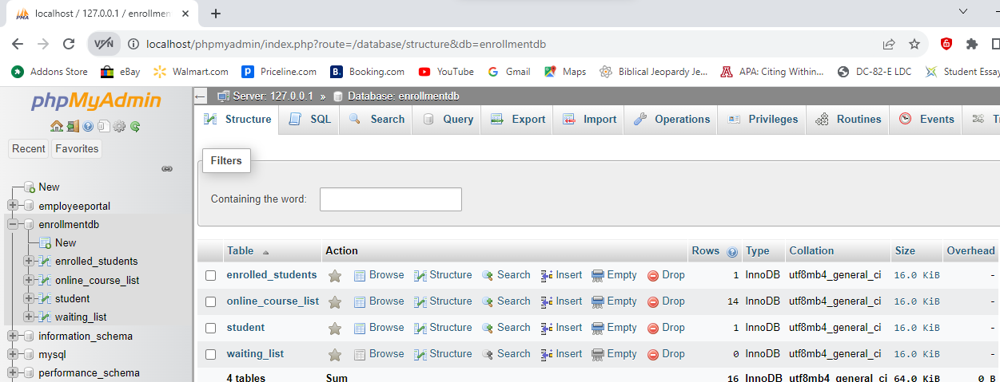 localhost / 127.0.0.1 / enrollmen
localhost/phpmyadmin/index.php?route=/database/structure&db=enrollmentdb
Addons Store eBay Walmart.com Priceline.com Booking.com YouTube Gmail Maps Biblical Jeopardy Je... APA: Citing Within... DC-82-E LDC Student Essay
phpMyAdmin
Recent Favorites
New
employeeportal
enrollmentdb
New
enrolled_students
online_course_list
student
waiting_list
information_schema
mysql
performance_schema
Server: 127.0.0.1 » Database: enrollmentdb
Structure SQL Search Query Export Import Operations Privileges Routines Events
Filters
Containing the word:
Table Action Rows Type Collation Size Overhead
enrolled_students Browse Structure Search Insert Empty Drop 1 InnoDB utf8mb4_general_ci 16.0 KiB -
online_course_list Browse Structure Search Insert Empty Drop 14 InnoDB utf8mb4_general_ci 16.0 KiB -
student Browse Structure Search Insert Empty Drop 1 InnoDB utf8mb4_general_ci 16.0 KiB -
waiting_list Browse Structure Search Insert Empty Drop 0 InnoDB utf8mb4_general_ci 16.0 KiB -
4 tables Sum 16 InnoDB utf8mb4_general_ci 64.0 KiB 0 B